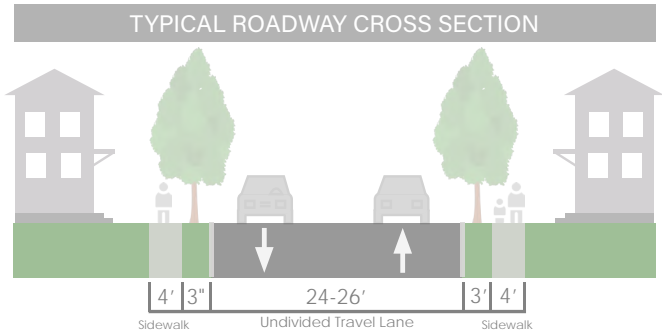 TYPICAL ROADWAY CROSS SECTION
4' 3" 24-26' 3' 4'
Sidewalk Undivided Travel Lane Sidewalk